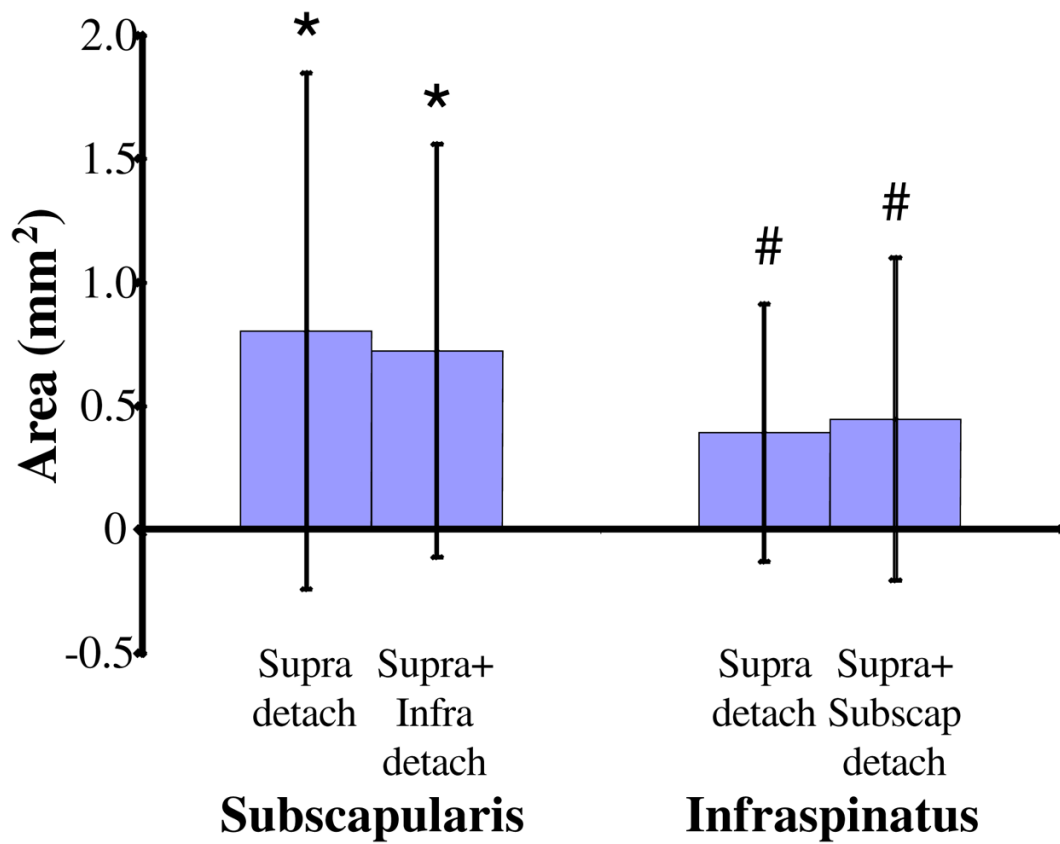 Area (mm²)
2.0
1.5
1.0
0.5
0
-0.5
*
*
#
#
Supra
detach
Supra+
Infra
detach
Supra
detach
Supra+
Subscap
detach
Subscapularis
Infraspinatus